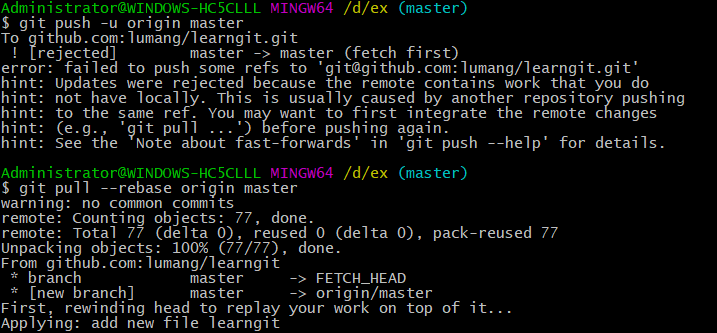 Administrator@WINDOWS-HC5CLLL MINGW64 /d/ex (master)
$ git push -u origin master
To github.com:lumang/learngit.git
 ! [rejected]        master -> master (fetch first)
error: failed to push some refs to 'git@github.com:lumang/learngit.git'
hint: Updates were rejected because the remote contains work that you do
hint: not have locally. This is usually caused by another repository pushing
hint: to the same ref. You may want to first integrate the remote changes
hint: (e.g., 'git pull ...') before pushing again.
hint: See the 'Note about fast-forwards' in 'git push --help' for details.

Administrator@WINDOWS-HC5CLLL MINGW64 /d/ex (master)
$ git pull --rebase origin master
warning: no common commits
remote: Counting objects: 77, done.
remote: Total 77 (delta 0), reused 0 (delta 0), pack-reused 77
Unpacking objects: 100% (77/77), done.
From github.com:lumang/learngit
 * branch            master     -> FETCH_HEAD
 * [new branch]      master     -> origin/master
First, rewinding head to replay your work on top of it...
Applying: add new file learngit